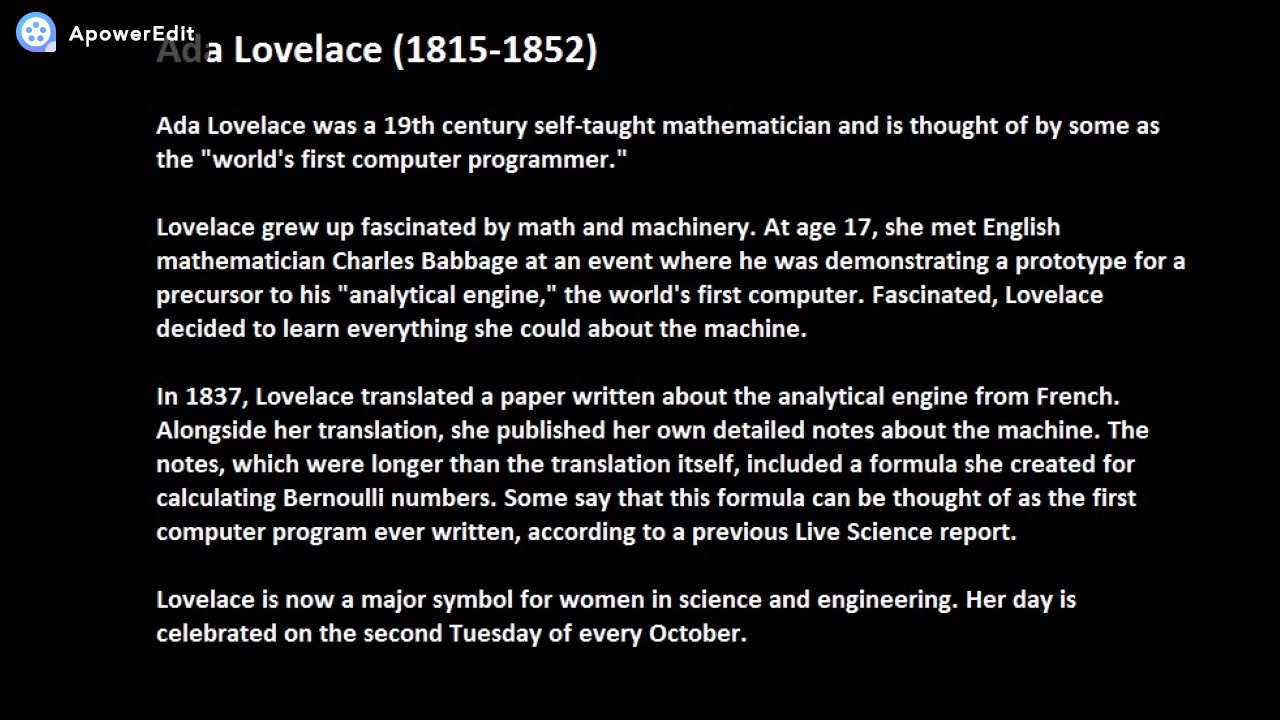 ApowerEdit
Ada Lovelace (1815-1852)
Ada Lovelace was a 19th century self-taught mathematician and is thought of by some as
the "world's first computer programmer."
Lovelace grew up fascinated by math and machinery. At age 17, she met English
mathematician Charles Babbage at an event where he was demonstrating a prototype for a
precursor to his "analytical engine," the world's first computer. Fascinated, Lovelace
decided to learn everything she could about the machine.
In 1837, Lovelace translated a paper written about the analytical engine from French.
Alongside her translation, she published her own detailed notes about the machine. The
notes, which were longer than the translation itself, included a formula she created for
calculating Bernoulli numbers. Some say that this formula can be thought of as the first
computer program ever written, according to a previous Live Science report.
Lovelace is now a major symbol for women in science and engineering. Her day is
celebrated on the second Tuesday of every October.